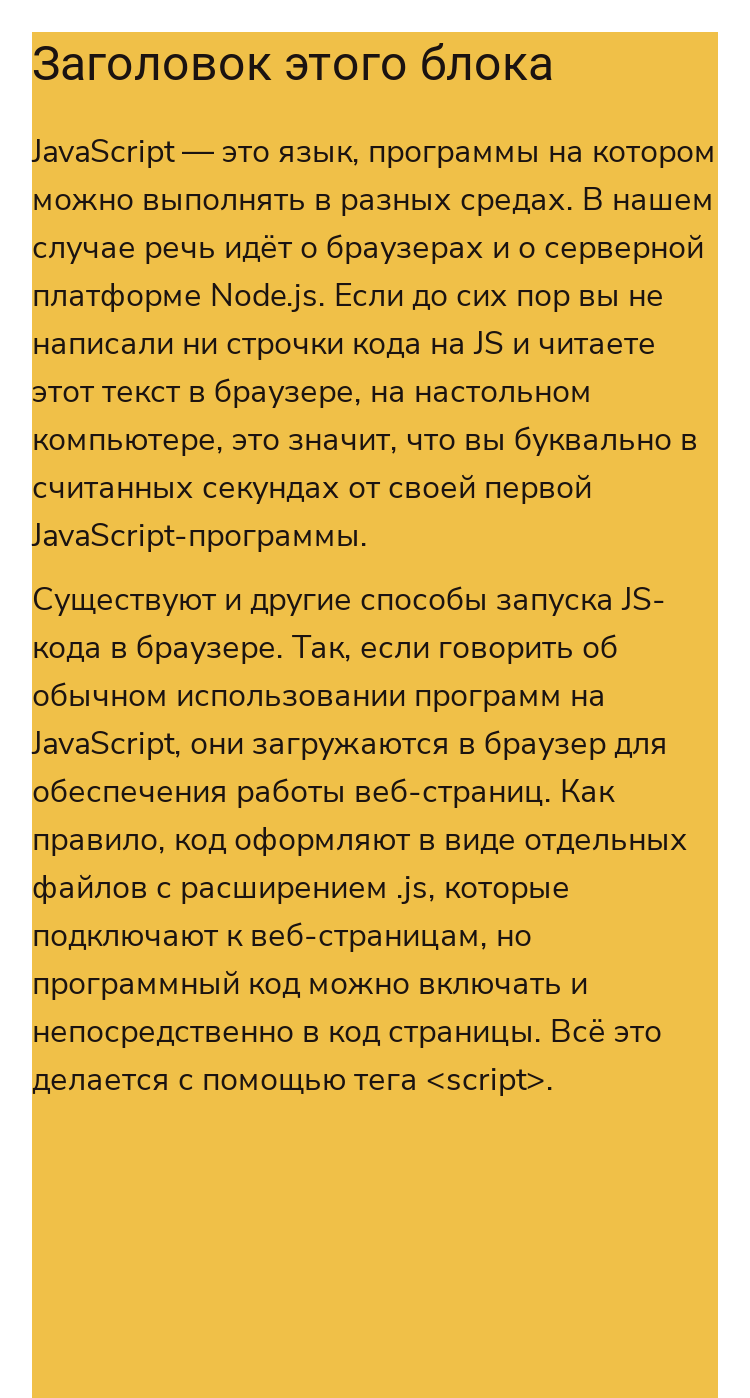 Заголовок этого блока
JavaScript — это язык, программы на котором
можно выполнять в разных средах. В нашем
случае речь идёт о браузерах и о серверной
платформе Node.js. Если до сих пор вы не
написали ни строчки кода на JS и читаете
этот текст в браузере, на настольном
компьютере, это значит, что вы буквально в
считанных секундах от своей первой
JavaScript-программы.
Существуют и другие способы запуска JS-
кода в браузере. Так, если говорить об
обычном использовании программ на
JavaScript, они загружаются в браузер для
обеспечения работы веб-страниц. Как
правило, код оформляют в виде отдельных
файлов с расширением .js, которые
подключают к веб-страницам, но
программный код можно включать и
непосредственно в код страницы. Всё это
делается с помощью тега <script>.